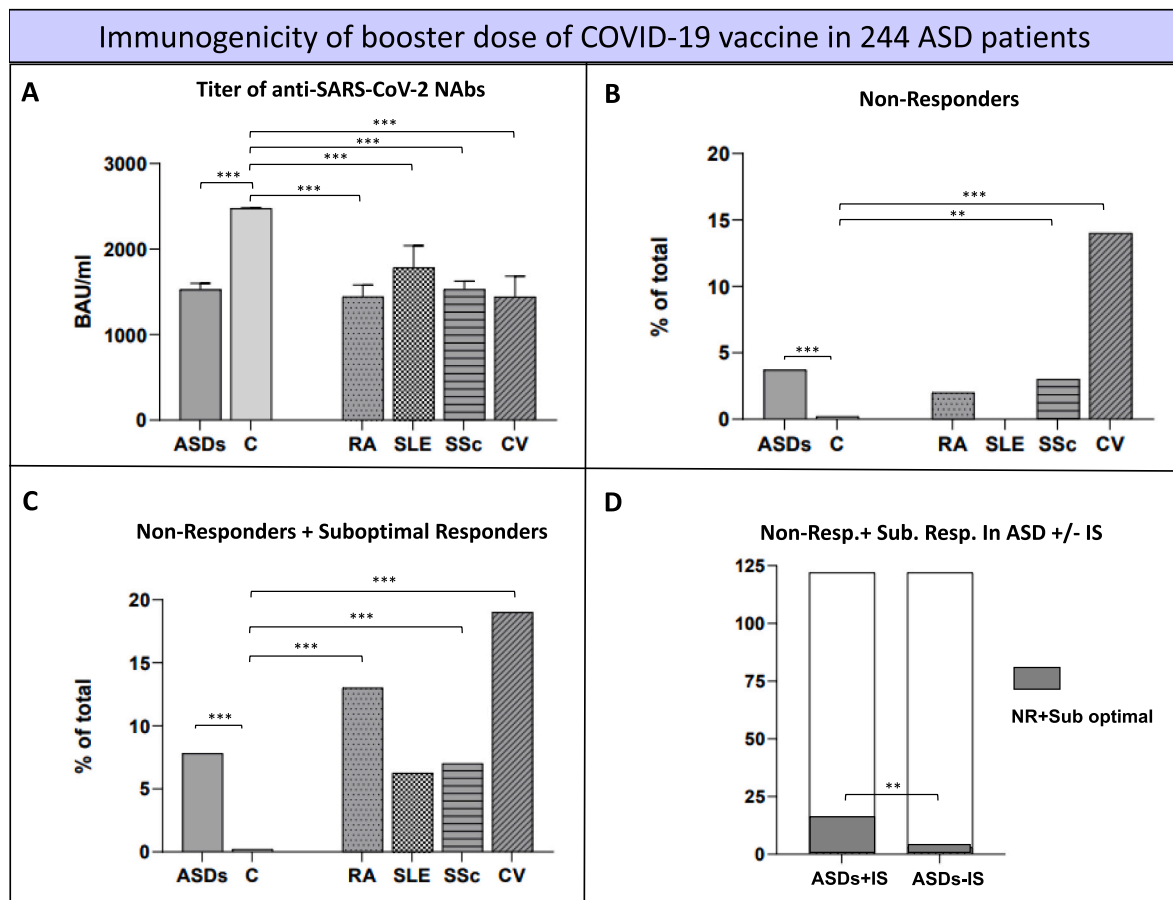 Immunogenicity of booster dose of COVID-19 vaccine in 244 ASD patients
A
Titer of anti-SARS-CoV-2 NAbs
***
***
***
***
***
3000
2000
1000
0
BAU/ml
ASDs C RA SLE SSc CV
B
Non-Responders
***
**
***
20
15
10
5
0
% of total
ASDs C RA SLE SSc CV
C
Non-Responders + Suboptimal Responders
***
***
***
***
20
15
10
5
0
% of total
ASDs C RA SLE SSc CV
D
Non-Resp.+ Sub. Resp. In ASD +/- IS
125
100
75
50
25
0
**
NR+Sub optimal
ASDs+IS ASDs-IS